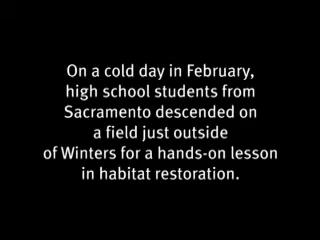 On a cold day in February,
high school students from
Sacramento descended on
a field just outside
of Winters for a hands-on lesson
in habitat restoration.